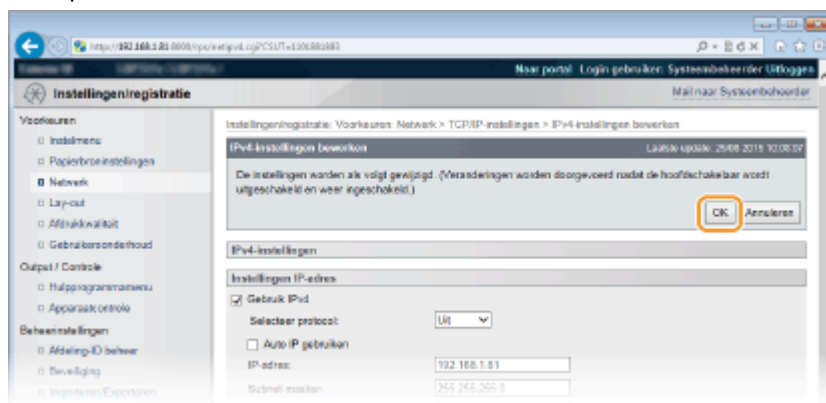 Naar portal Login gebruiker: Systeembeheerder Uitloggen
Instellingen/registratie
Mail naar Systeembeheerder
Voorkeuren
Instelmenu
Papierbroninstellingen
Netwerk
Lay-out
Afdrukkwaliteit
Gebruikersonderhoud
Output / Controle
Hulpprogrammamenu
Apparaatcontrole
Beheerinstellingen
Afdeling-ID beheer
Beveiliging
Importeren/Exporteren
Instellingen/registratie: Voorkeuren: Netwerk > TCP/IP-instellingen > IPv4-instellingen bewerken
IPv4-instellingen bewerken
Laatste update:
De instellingen worden als volgt gewijzigd. (Veranderingen worden doorgevoerd nadat de hoofdschakelaar wordt
uitgeschakeld en weer ingeschakeld.)
OK Annuleren
IPv4-instellingen
Instellingen IP-adres
Gebruik IPv4
Selecteer protocol: Uit
Auto IP gebruiken
IP-adres: 192.168.1.81
Subnet-masker: 255.255.255.0